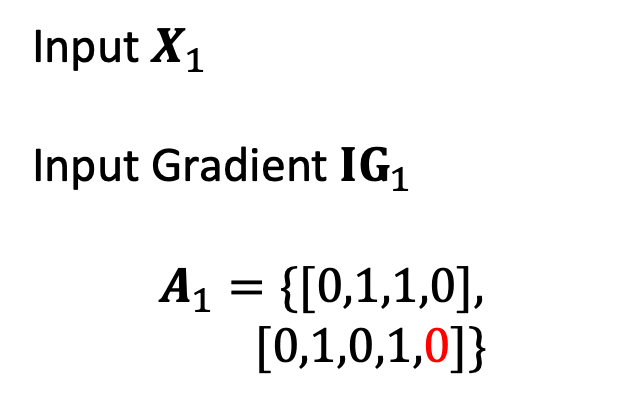 Input X₁
Input Gradient IG₁
A₁ = {[0,1,1,0],
[0,1,0,1,0]}